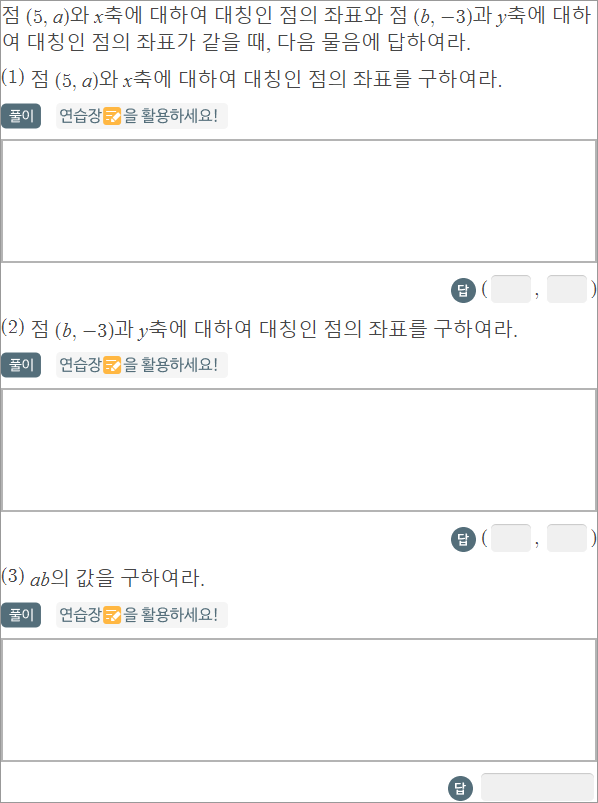 점 (5, a)와 x축에 대하여 대칭인 점의 좌표와 점 (b, −3)과 y축에 대하
여 대칭인 점의 좌표가 같을 때, 다음 물음에 답하여라.
(1) 점 (5, a)와 x축에 대하여 대칭인 점의 좌표를 구하여라.
풀이 연습장을 활용하세요!
답 ( , )
(2) 점 (b, −3)과 y축에 대하여 대칭인 점의 좌표를 구하여라.
풀이 연습장을 활용하세요!
답 ( , )
(3) ab의 값을 구하여라.
풀이 연습장을 활용하세요!
답